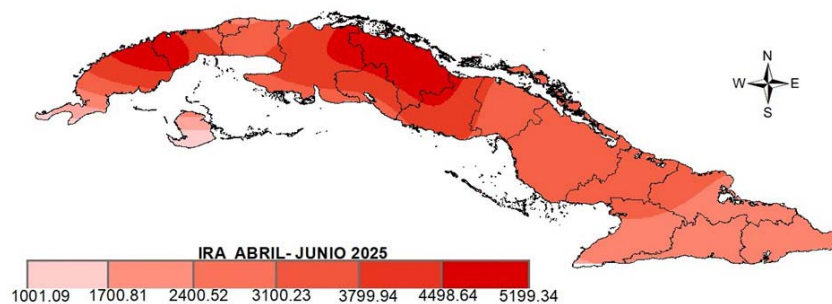 N
W E
S
IRA ABRIL- JUNIO 2025
1001.09 1700.81 2400.52 3100.23 3799.94 4498.64 5199.34